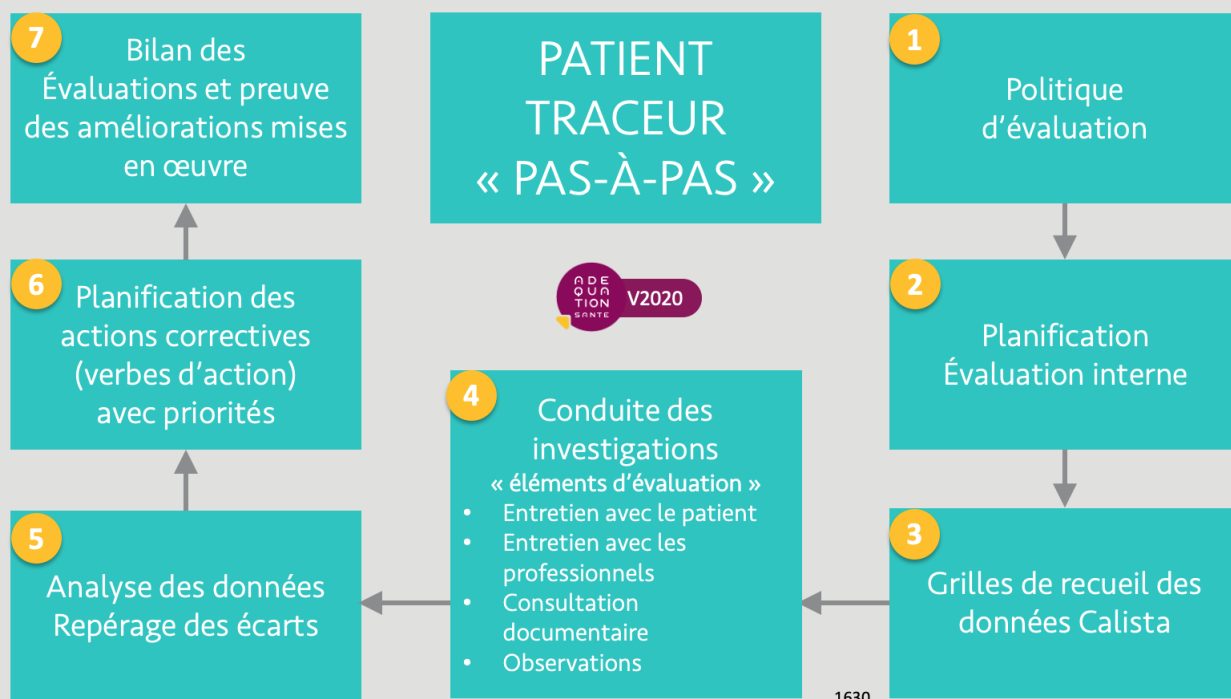 PATIENT
TRACEUR
« PAS-À-PAS »
ADE
QUA
TION
SANTE
V2020
1
Politique
d’évaluation
2
Planification
Évaluation interne
3
Grilles de recueil des
données Calista
4
Conduite des
investigations
« éléments d’évaluation »
• Entretien avec le patient
• Entretien avec les
professionnels
• Consultation
documentaire
• Observations
5
Analyse des données
Repérage des écarts
6
Planification des
actions correctives
(verbes d’action)
avec priorités
7
Bilan des
Évaluations et preuve
des améliorations mises
en œuvre
1630